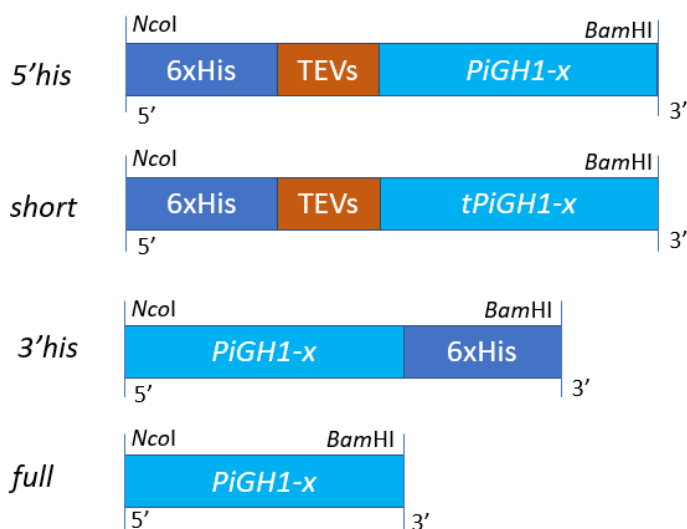 NcoI BamHI
5'his 6xHis TEVs PiGH1-x
5' 3'
NcoI BamHI
short 6xHis TEVs tPiGH1-x
5' 3'
NcoI BamHI
3'his PiGH1-x 6xHis
5' 3'
NcoI BamHI
full PiGH1-x
5' 3'